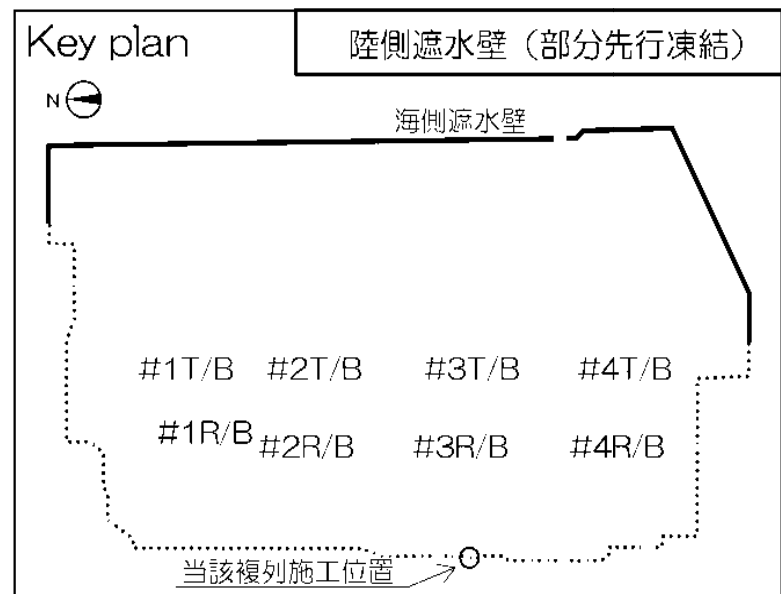 Key plan
陸側遮水壁（部分先行凍結）
N
海側遮水壁
#1T/B #2T/B #3T/B #4T/B
#1R/B #2R/B #3R/B #4R/B
当該複列施工位置